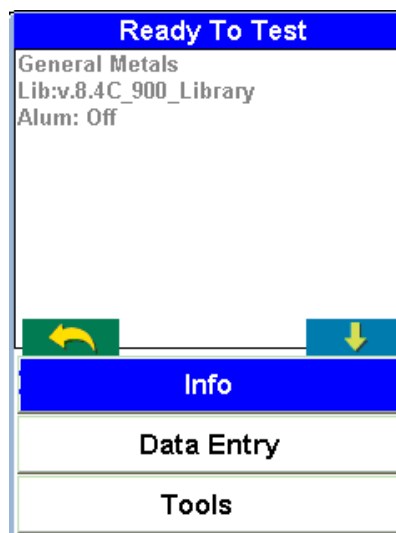 Ready To Test
General Metals
Lib:v.8.4C_900_Library
Alum: Off
Info
Data Entry
Tools